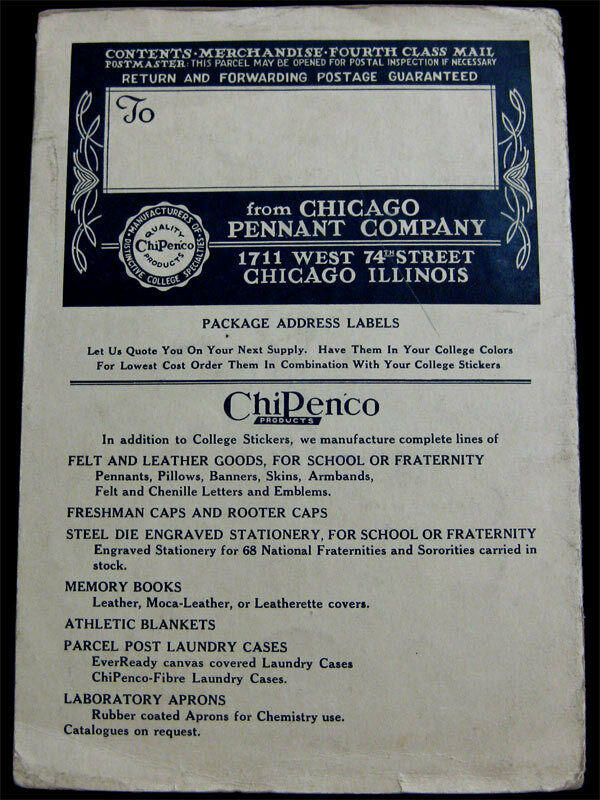 CONTENTS·MERCHANDISE·FOURTH CLASS MAIL
POSTMASTER: THIS PARCEL MAY BE OPENED FOR POSTAL INSPECTION IF NECESSARY
RETURN AND FORWARDING POSTAGE GUARANTEED
To
from CHICAGO
PENNANT COMPANY
1711 WEST 74TH STREET
CHICAGO ILLINOIS
MANUFACTURERS OF
DISTINCTIVE COLLEGE SPECIALTIES
QUALITY
ChiPenco
PRODUCTS
PACKAGE ADDRESS LABELS
Let Us Quote You On Your Next Supply. Have Them In Your College Colors
For Lowest Cost Order Them In Combination With Your College Stickers
ChiPenco
PRODUCTS
In addition to College Stickers, we manufacture complete lines of
FELT AND LEATHER GOODS, FOR SCHOOL OR FRATERNITY
Pennants, Pillows, Banners, Skins, Armbands,
Felt and Chenille Letters and Emblems.
FRESHMAN CAPS AND ROOTER CAPS
STEEL DIE ENGRAVED STATIONERY, FOR SCHOOL OR FRATERNITY
Engraved Stationery for 68 National Fraternities and Sororities carried in
stock.
MEMORY BOOKS
Leather, Moca-Leather, or Leatherette covers.
ATHLETIC BLANKETS
PARCEL POST LAUNDRY CASES
EverReady canvas covered Laundry Cases
ChiPenco-Fibre Laundry Cases.
LABORATORY APRONS
Rubber coated Aprons for Chemistry use.
Catalogues on request.